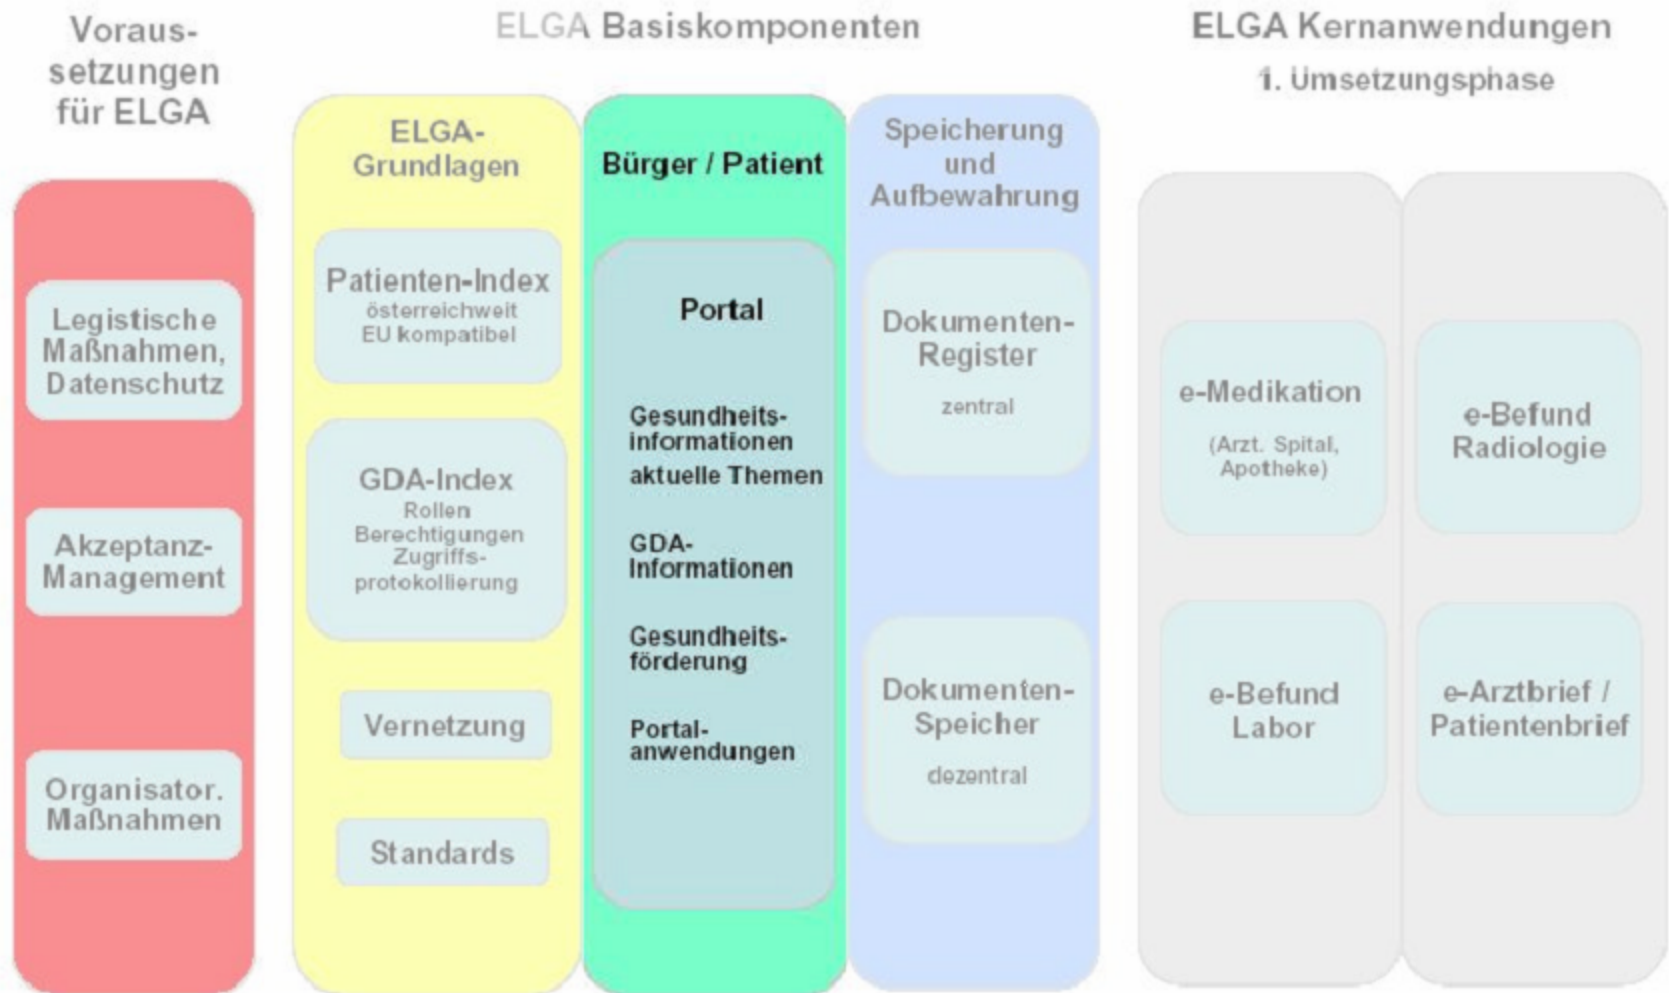 Voraus-
setzungen
für ELGA
Legistische
Maßnahmen,
Datenschutz
Akzeptanz-
Management
Organisator.
Maßnahmen
ELGA Basiskomponenten
ELGA-
Grundlagen
Patienten-Index
österreichweit
EU kompatibel
GDA-Index
Rollen
Berechtigungen
Zugriffs-
protokollierung
Vernetzung
Standards
Bürger / Patient
Portal
Gesundheits-
informationen
aktuelle Themen
GDA-
Informationen
Gesundheits-
förderung
Portal-
anwendungen
Speicherung
und
Aufbewahrung
Dokumenten-
Register
zentral
Dokumenten-
Speicher
dezentral
ELGA Kernanwendungen
1. Umsetzungsphase
e-Medikation
(Arzt. Spital,
Apotheke)
e-Befund
Labor
e-Befund
Radiologie
e-Arztbrief /
Patientenbrief